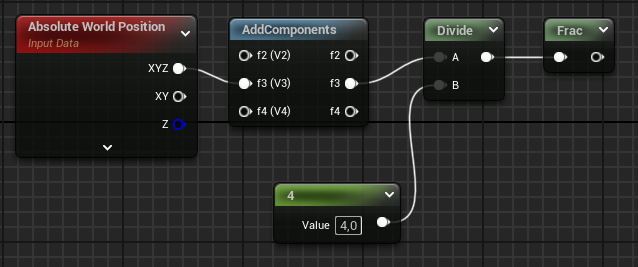 Absolute World Position
Input Data
XYZ
XY
Z
AddComponents
f2 (V2) f2
f3 (V3) f3
f4 (V4) f4
Divide
A
B
Frac
4
Value 4,0